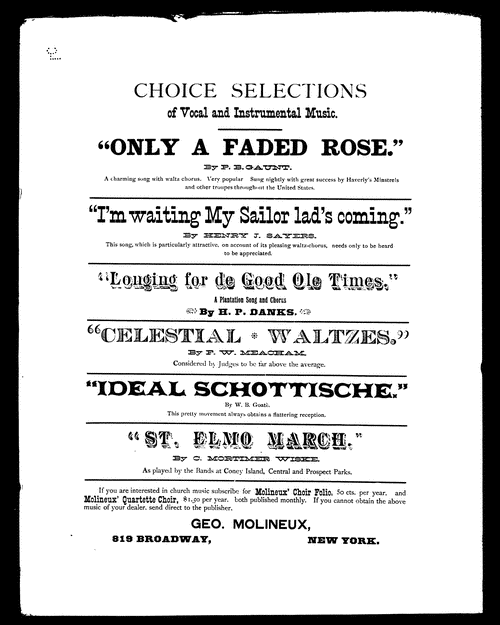 CHOICE SELECTIONS
of Vocal and Instrumental Music.
"ONLY A FADED ROSE."
By P. B. GAUNT.
A charming song with waltz chorus. Very popular Sung nightly with great success by Haverly's Minstrels
and other troupes throughout the United States.
"I'm waiting My Sailor lad's coming."
By HENRY J. SAYERS.
This song, which is particularly attractive, on account of its pleasing waltz-chorus, needs only to be heard
to be appreciated.
"Longing for de Good Ole Times."
A Plantation Song and Chorus
By H. P. DANKS.
"CELESTIAL * WALTZES."
By F. W. MEACHAM.
Considered by Judges to be far above the average.
"IDEAL SCHOTTISCHE."
By W. B.
This pretty movement always obtains a flattering reception.
"ST. ELMO MARCH."
By C. MORTIMER WISKE.
As played by the Bands at Coney Island, Central and Prospect Parks.
If you are interested in church music subscribe for Molineux' Choir Folio, 50 cts. per year, and
Molineux' Quartette Choir, $1.50 per year. both published monthly. If you cannot obtain the above
music of your dealer, send direct to the publisher.
GEO. MOLINEUX,
819 BROADWAY, NEW YORK.